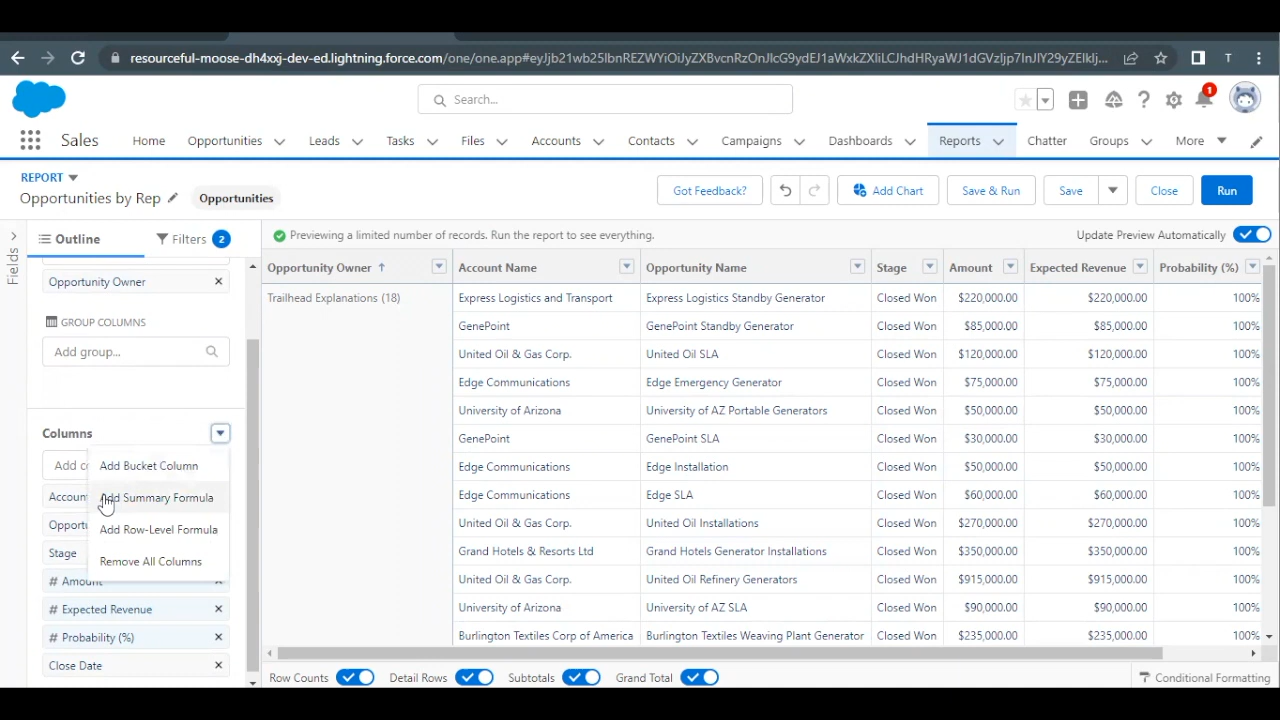 resourceful-moose-dh4xxj-dev-ed.lightning.force.com
T
Search...
1
Sales
Home
Opportunities
Leads
Tasks
Files
Accounts
Contacts
Campaigns
Dashboards
Reports
Chatter
Groups
More
REPORT
Opportunities by Rep
Opportunities
Got Feedback?
Add Chart
Save & Run
Save
Close
Run
Fields
Outline
Filters 2
Previewing a limited number of records. Run the report to see everything.
Update Preview Automatically
Opportunity Owner
GROUP COLUMNS
Add group...
Columns
Add co
Add Bucket Column
Add Summary Formula
Add Row-Level Formula
Remove All Columns
Account
Opportu
Stage
# Amount
# Expected Revenue
# Probability (%)
Close Date
Opportunity Owner ↑ Account Name Opportunity Name Stage Amount Expected Revenue Probability (%)
Trailhead Explanations (18) Express Logistics and Transport Express Logistics Standby Generator Closed Won $220,000.00 $220,000.00 100%
GenePoint GenePoint Standby Generator Closed Won $85,000.00 $85,000.00 100%
United Oil & Gas Corp. United Oil SLA Closed Won $120,000.00 $120,000.00 100%
Edge Communications Edge Emergency Generator Closed Won $75,000.00 $75,000.00 100%
University of Arizona University of AZ Portable Generators Closed Won $50,000.00 $50,000.00 100%
GenePoint GenePoint SLA Closed Won $30,000.00 $30,000.00 100%
Edge Communications Edge Installation Closed Won $50,000.00 $50,000.00 100%
Edge Communications Edge SLA Closed Won $60,000.00 $60,000.00 100%
United Oil & Gas Corp. United Oil Installations Closed Won $270,000.00 $270,000.00 100%
Grand Hotels & Resorts Ltd Grand Hotels Generator Installations Closed Won $350,000.00 $350,000.00 100%
United Oil & Gas Corp. United Oil Refinery Generators Closed Won $915,000.00 $915,000.00 100%
University of Arizona University of AZ SLA Closed Won $90,000.00 $90,000.00 100%
Burlington Textiles Corp of America Burlington Textiles Weaving Plant Generator Closed Won $235,000.00 $235,000.00 100%
Row Counts
Detail Rows
Subtotals
Grand Total
Conditional Formatting